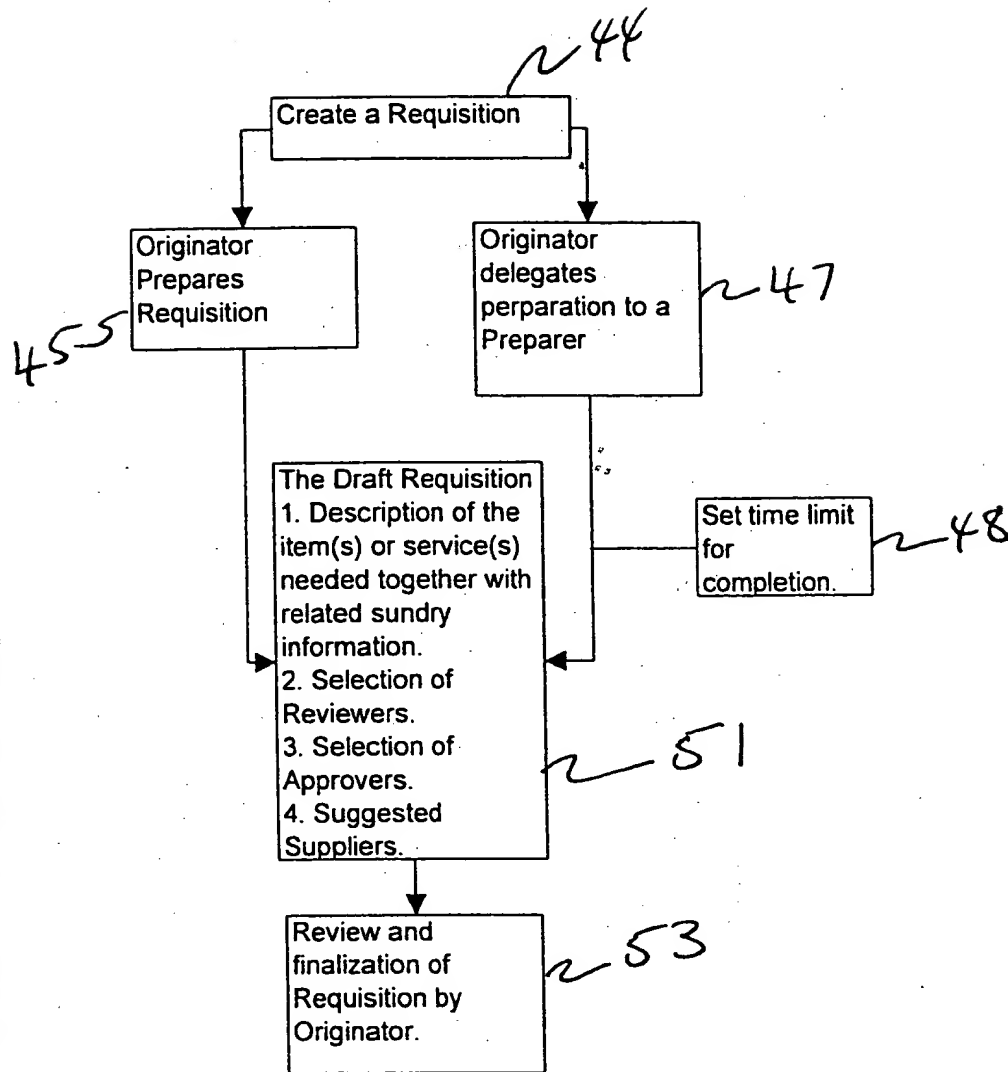 44
Create a Requisition
Originator
Prepares
Requisition
45
Originator
delegates
perparation to a
Preparer
47
The Draft Requisition
1. Description of the
item(s) or service(s)
needed together with
related sundry
information.
2. Selection of
Reviewers.
3. Selection of
Approvers.
4. Suggested
Suppliers.
Set time limit
for
completion.
48
51
Review and
finalization of
Requisition by
Originator.
53